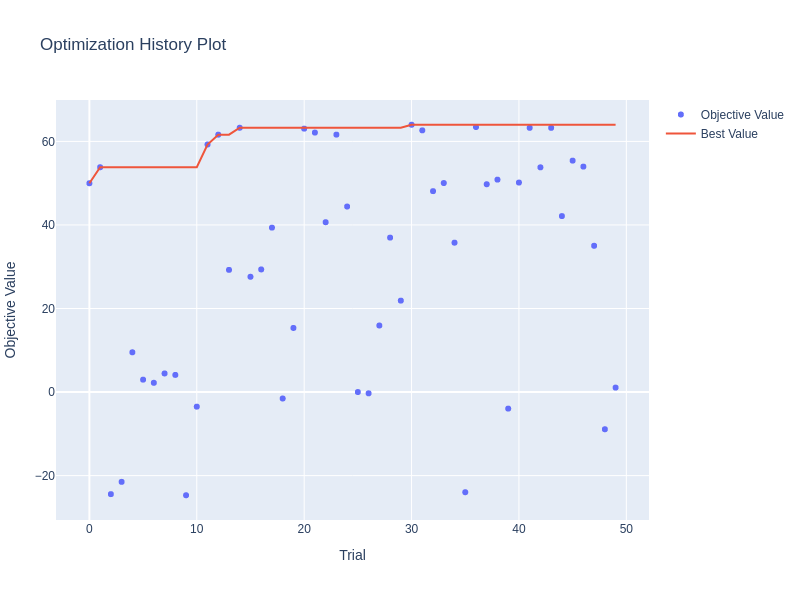 Optimization History Plot
Objective Value
Best Value
60
40
20
0
−20
0
10
20
30
40
50
Trial
Objective Value